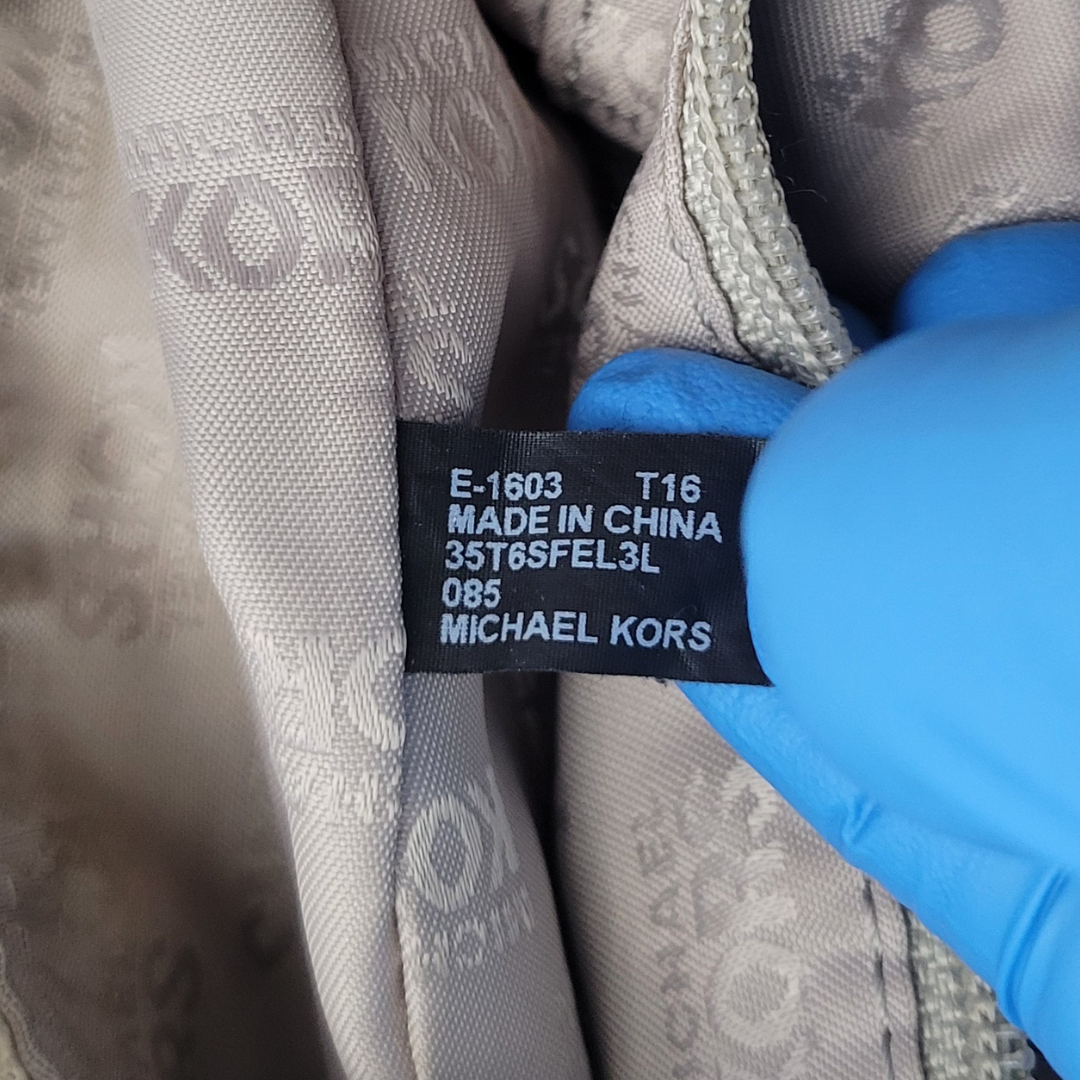 E-1603 T16
MADE IN CHINA
35T6SFEL3L
085
MICHAEL KORS